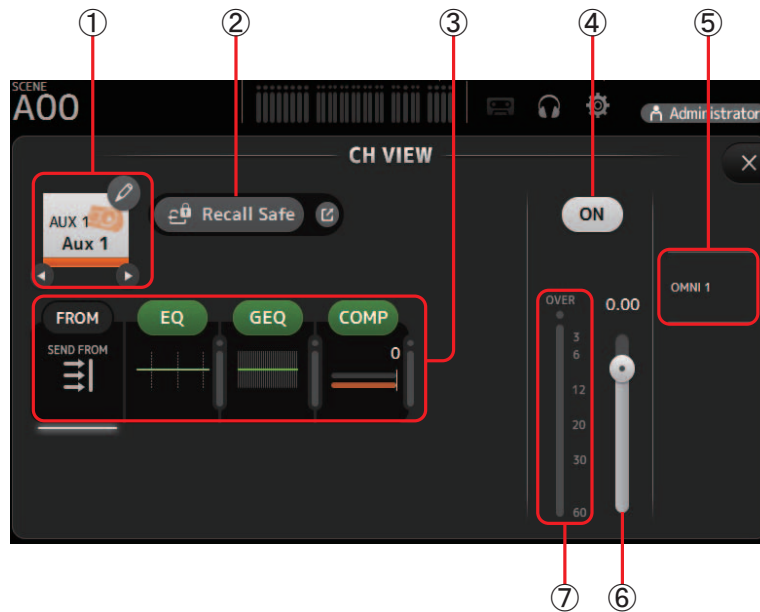 ① ② ③ ④ ⑤
SCENE
A00
Administrator
CH VIEW
AUX 1
Aux 1
Recall Safe
ON
OMNI 1
OVER
0.00
FROM
EQ
GEQ
COMP
SEND FROM
0
3
6
12
20
30
60
⑦ ⑥